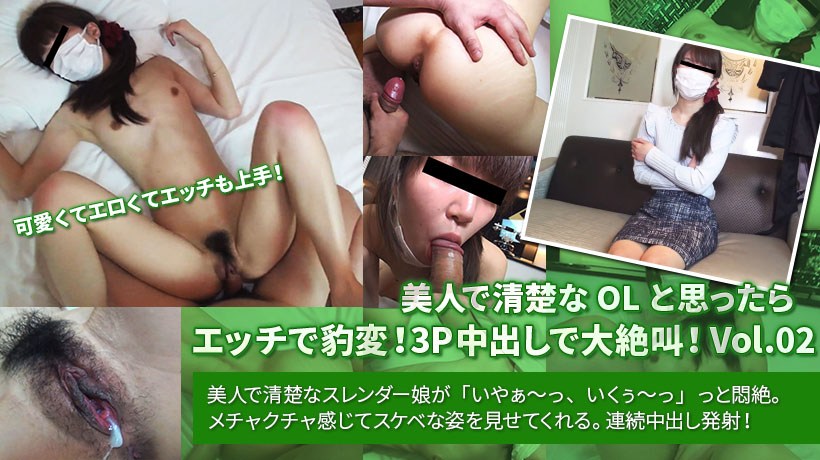 可愛くてエロくてエッチも上手！
美人で清楚なOLと思ったら
エッチで豹変！3P中出しで大絶叫！Vol.02
美人で清楚なスレンダー娘が「いやぁ～っ、いくぅ～っ」っと悶絶。
メチャクチャ感じてスケベな姿を見せてくれる。連続中出し発射！